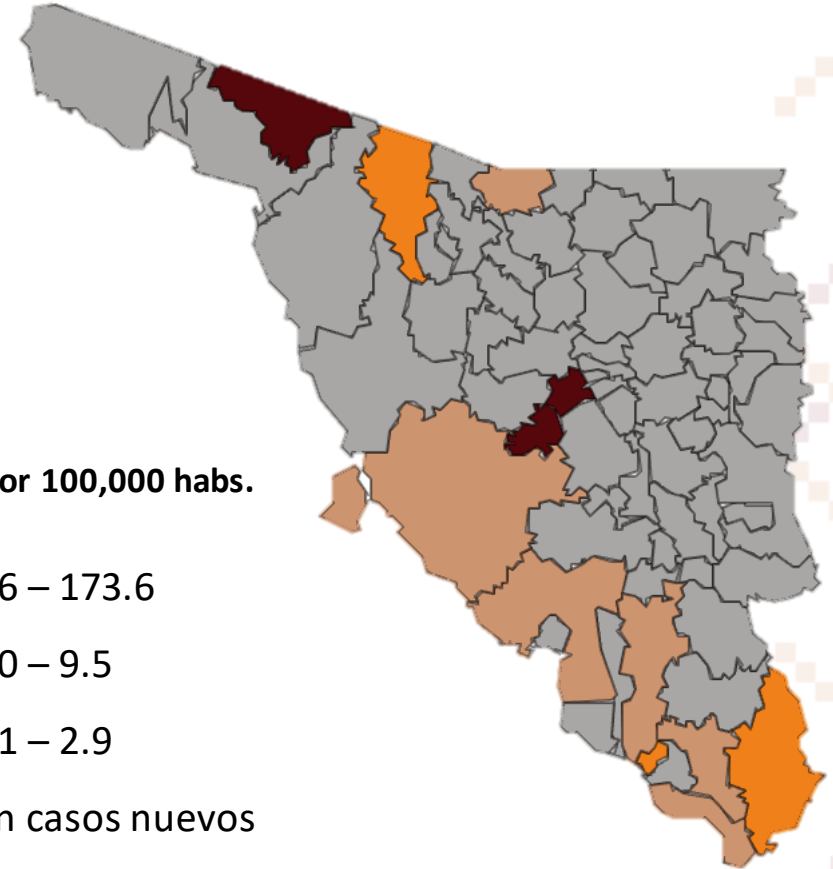 or 100,000 habs.
6 – 173.6
0 – 9.5
1 – 2.9
n casos nuevos